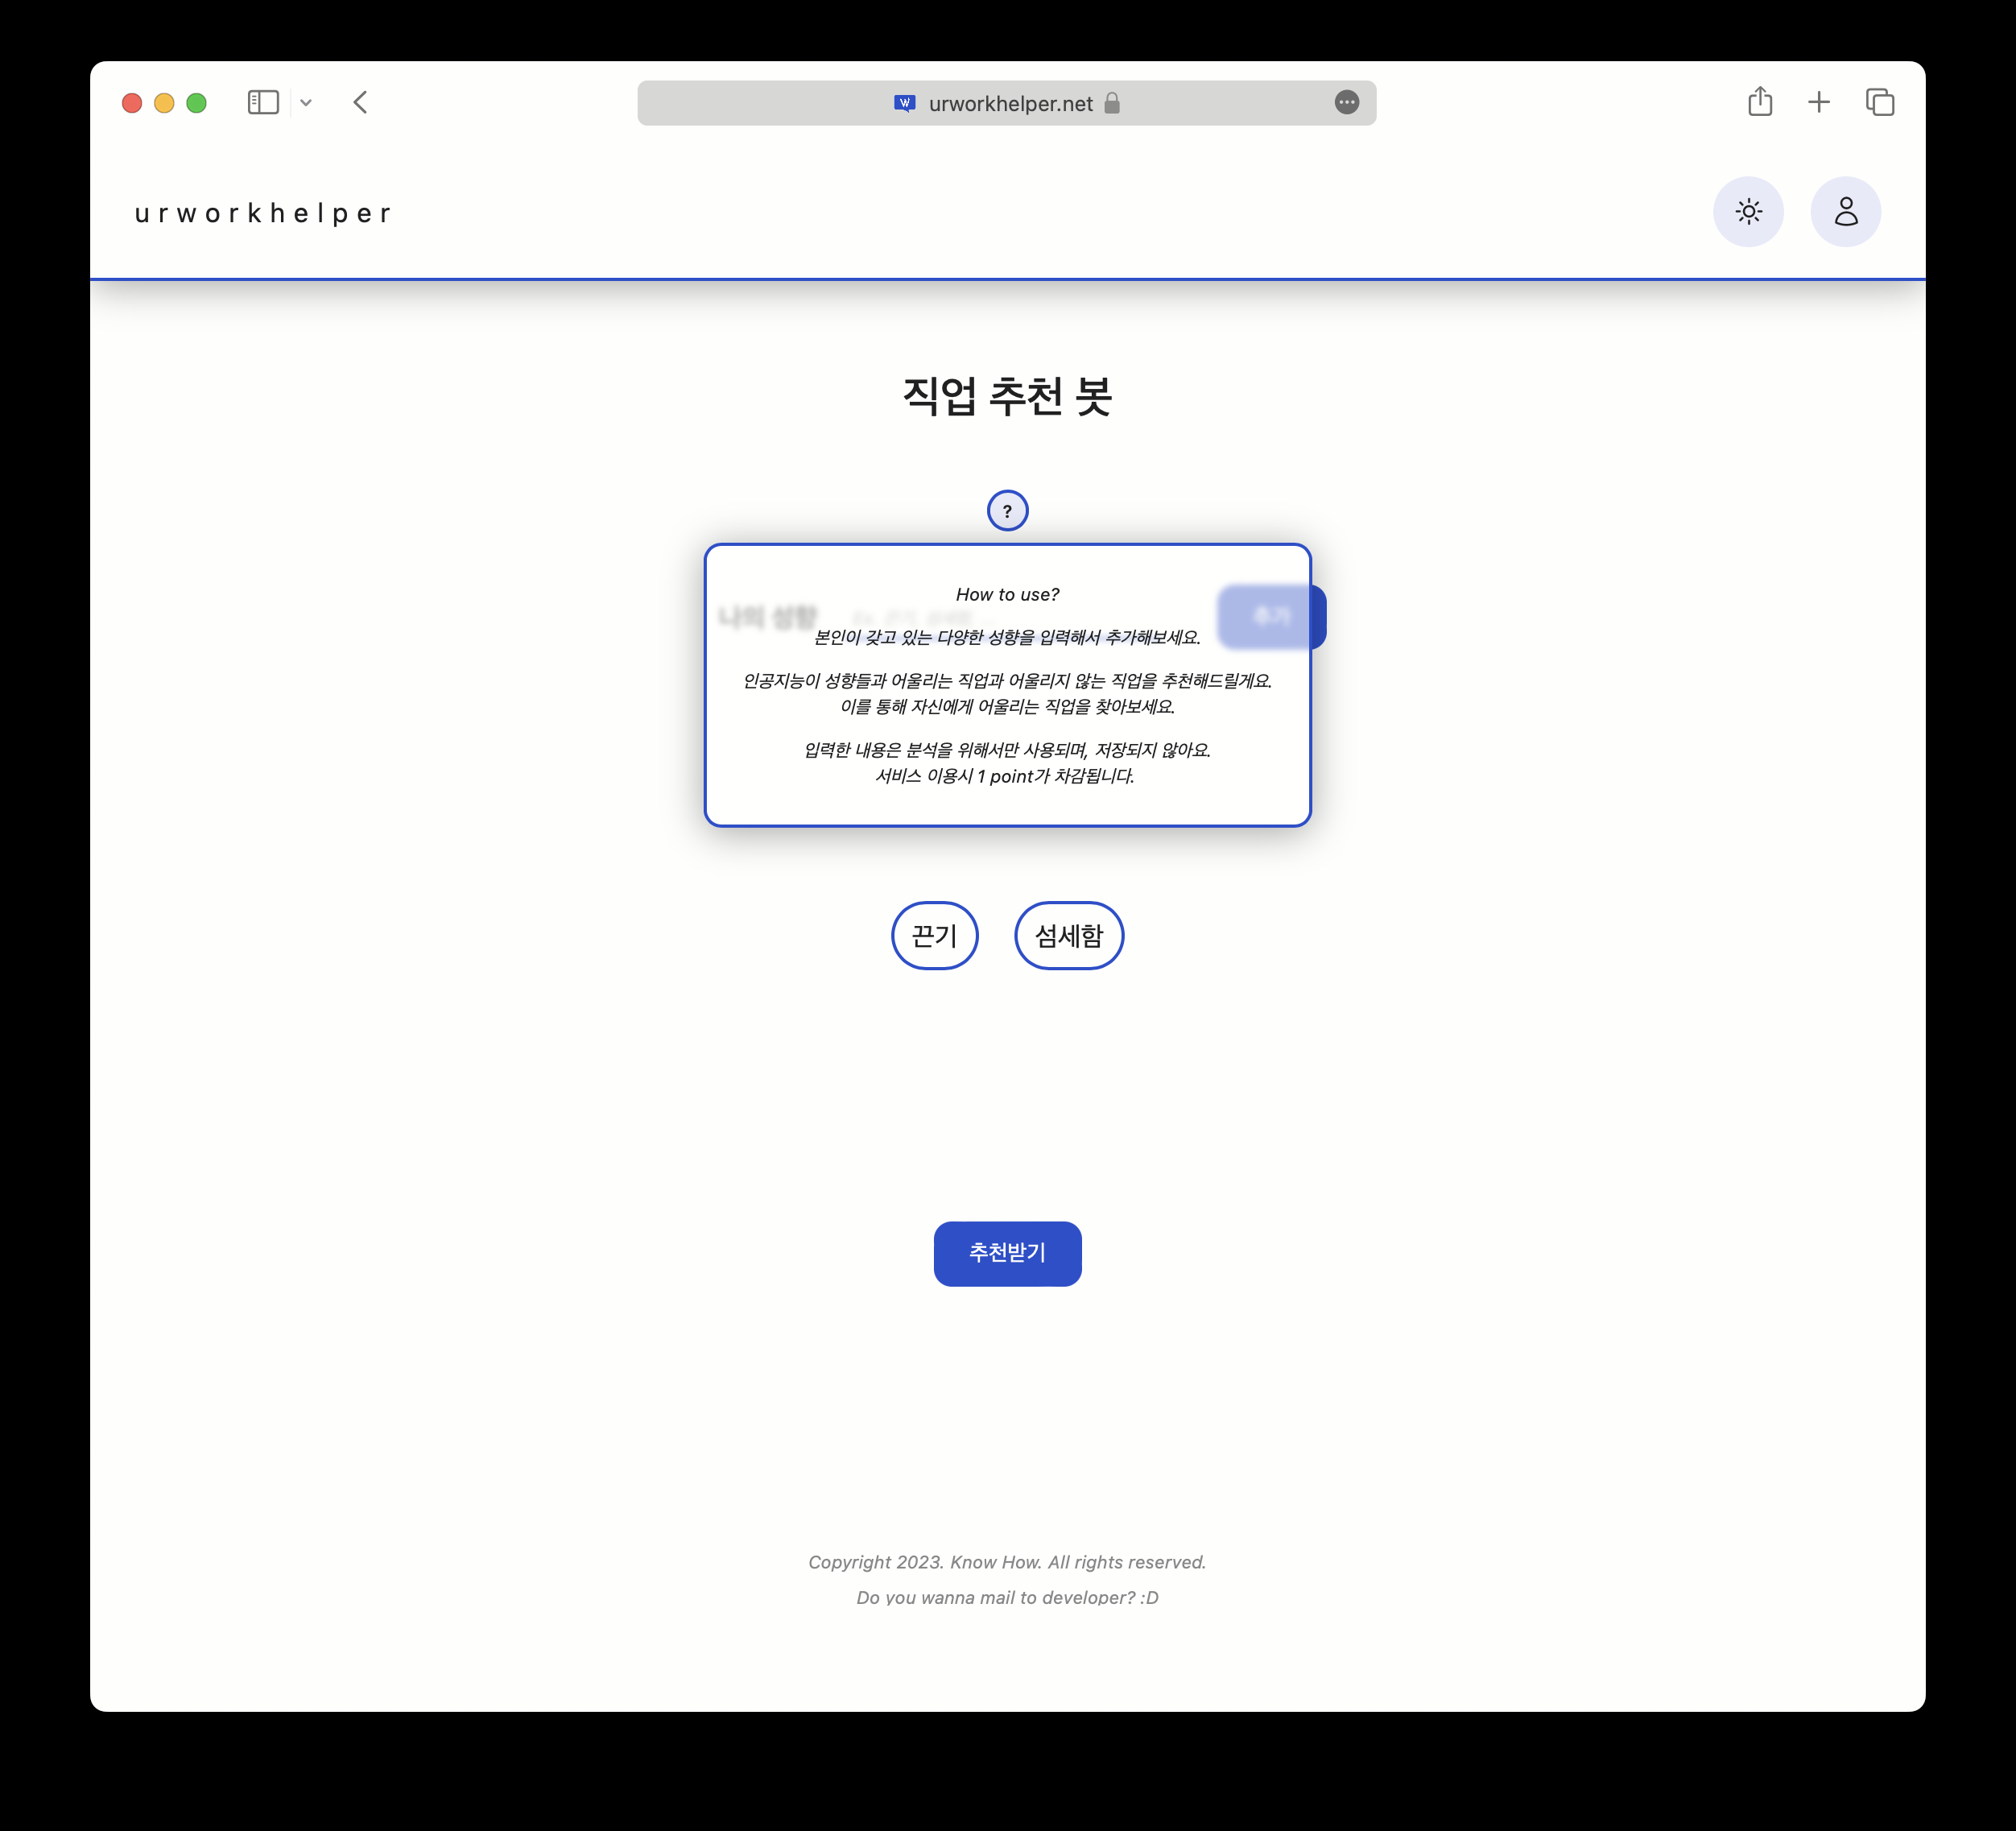 urworkhelper.net
urworkhelper
직업 추천 봇
?
How to use?
나의 성향
추가
본인이 갖고 있는 다양한 성향을 입력해서 추가해보세요.
인공지능이 성향들과 어울리는 직업과 어울리지 않는 직업을 추천해드릴게요.
이를 통해 자신에게 어울리는 직업을 찾아보세요.
입력한 내용은 분석을 위해서만 사용되며, 저장되지 않아요.
서비스 이용시 1 point가 차감됩니다.
끈기
섬세함
추천받기
Copyright 2023. Know How. All rights reserved.
Do you wanna mail to developer? :D